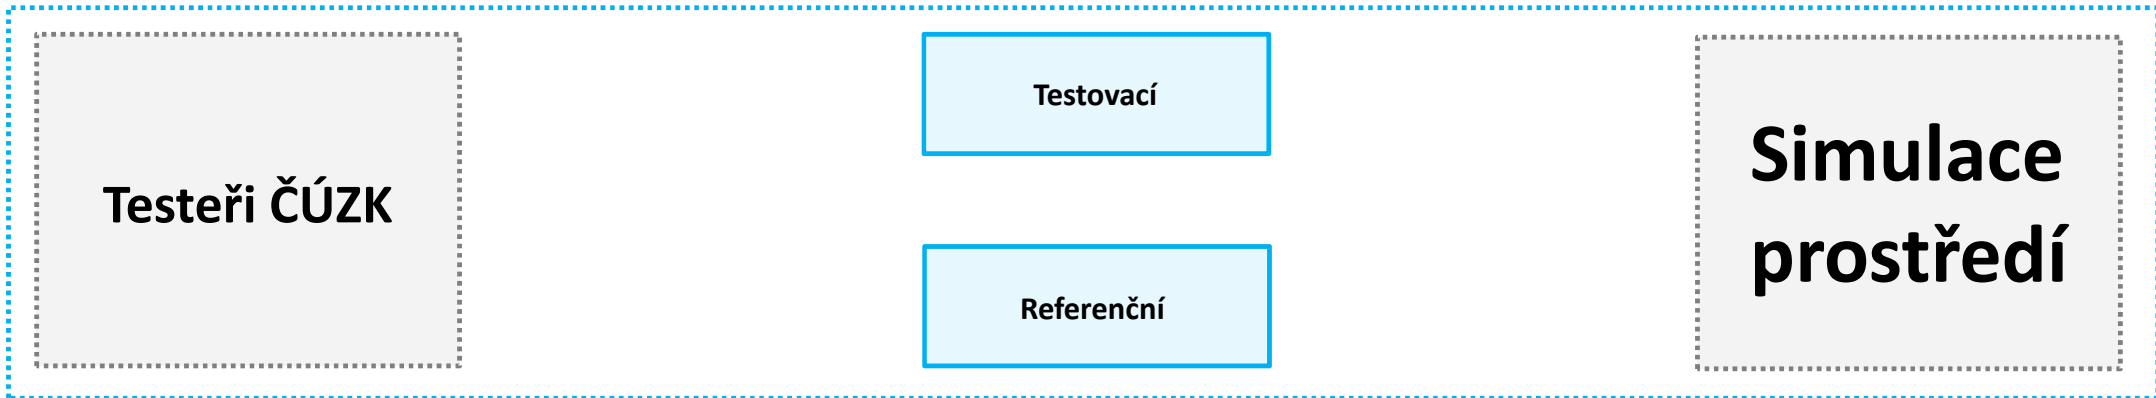 Testeři ČÚZK
Testovací
Referenční
Simulace
prostředí